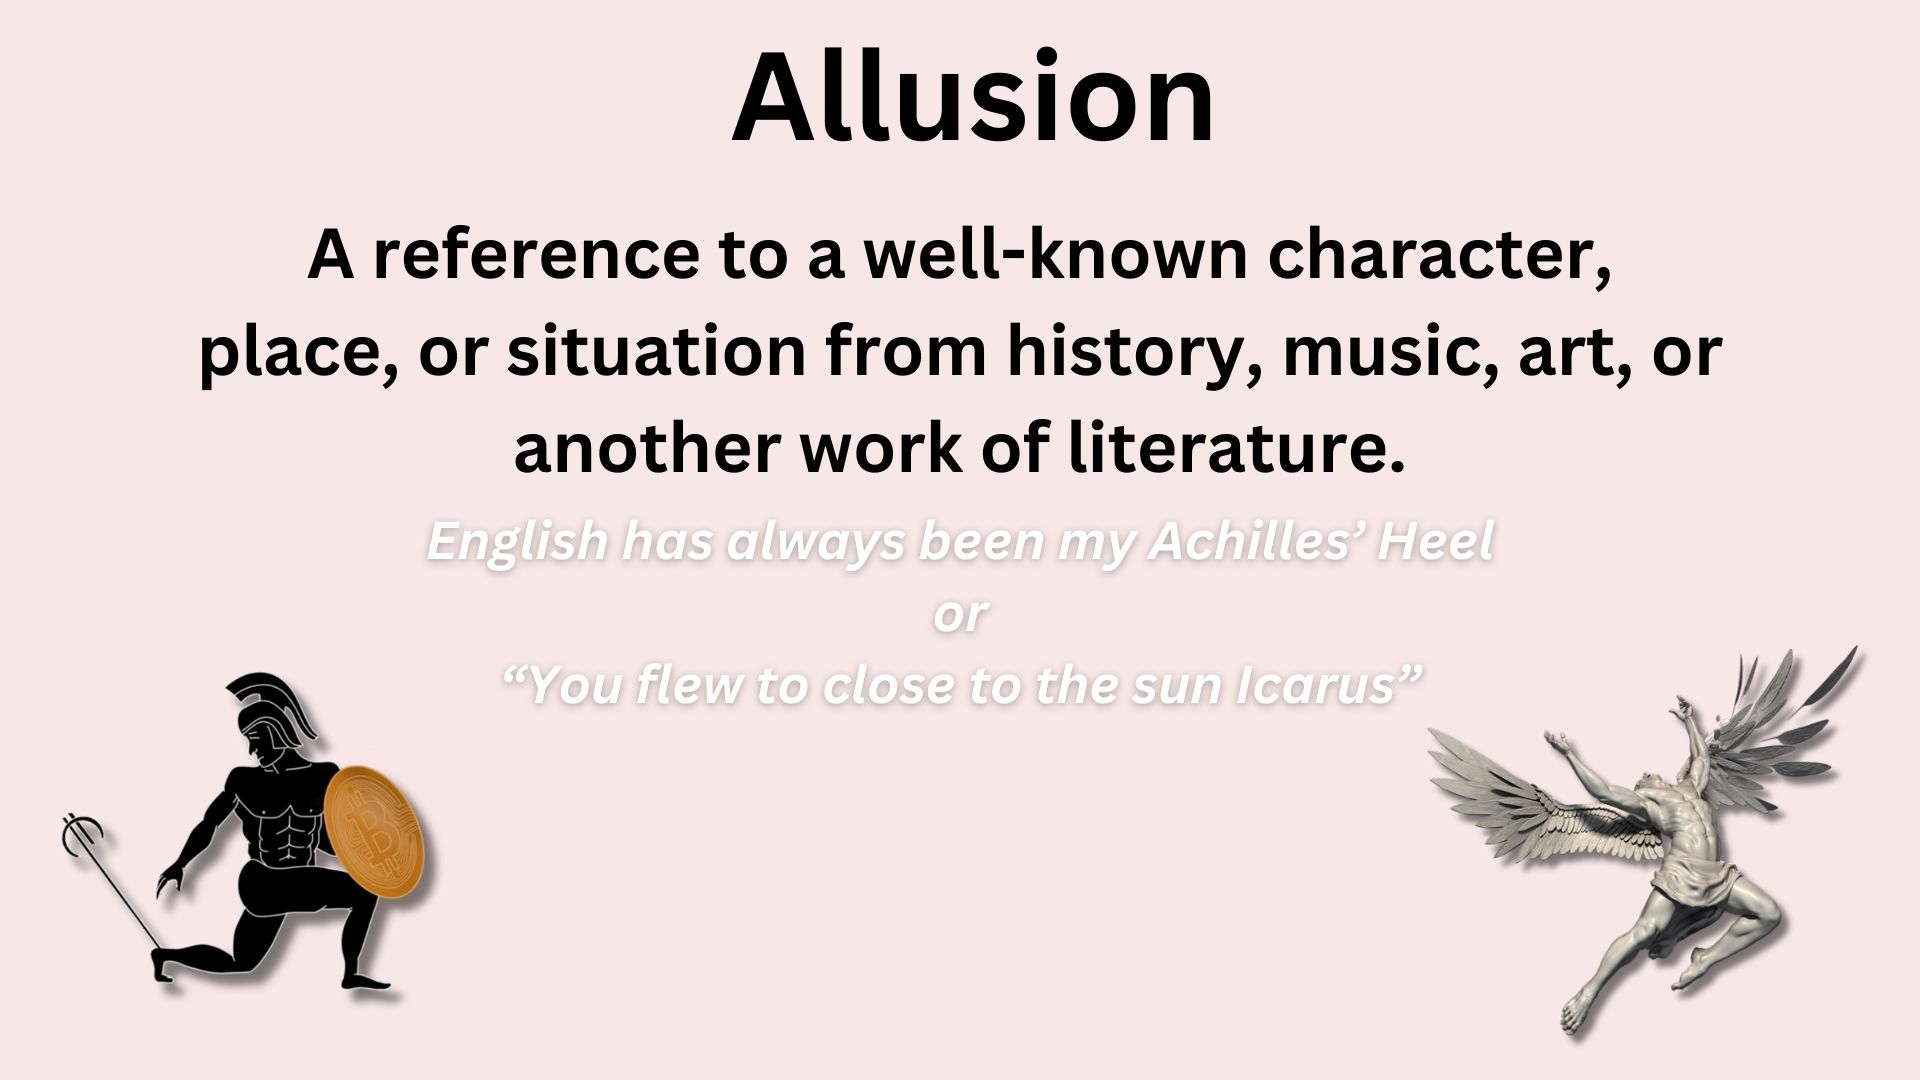 Allusion
A reference to a well-known character,
place, or situation from history, music, art, or
another work of literature.
English has always been my Achilles’ Heel
or
“You flew to close to the sun Icarus”